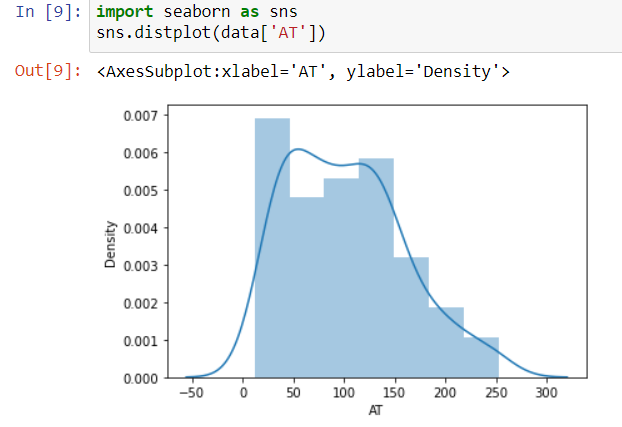 In [9]: import seaborn as sns
sns.distplot(data['AT'])
Out[9]: <AxesSubplot:xlabel='AT', ylabel='Density'>
0.007
0.006
0.005
0.004
0.003
0.002
0.001
0.000
Density
−50 0 50 100 150 200 250 300
AT